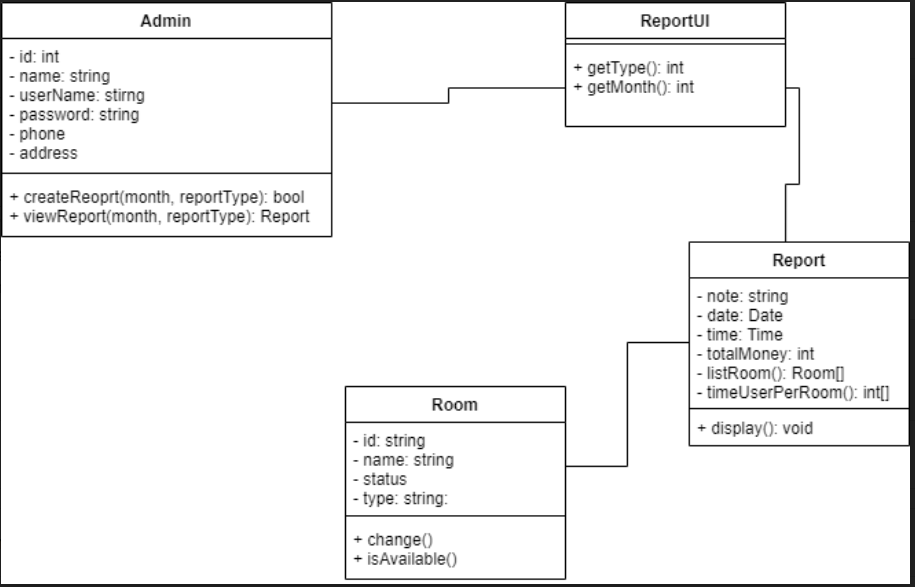 Admin
- id: int
- name: string
- userName: stirng
- password: string
- phone
- address
+ createReoprt(month, reportType): bool
+ viewReport(month, reportType): Report
ReportUI
+ getType(): int
+ getMonth(): int
Report
- note: string
- date: Date
- time: Time
- totalMoney: int
- listRoom(): Room[]
- timeUserPerRoom(): int[]
+ display(): void
Room
- id: string
- name: string
- status
- type: string:
+ change()
+ isAvailable()